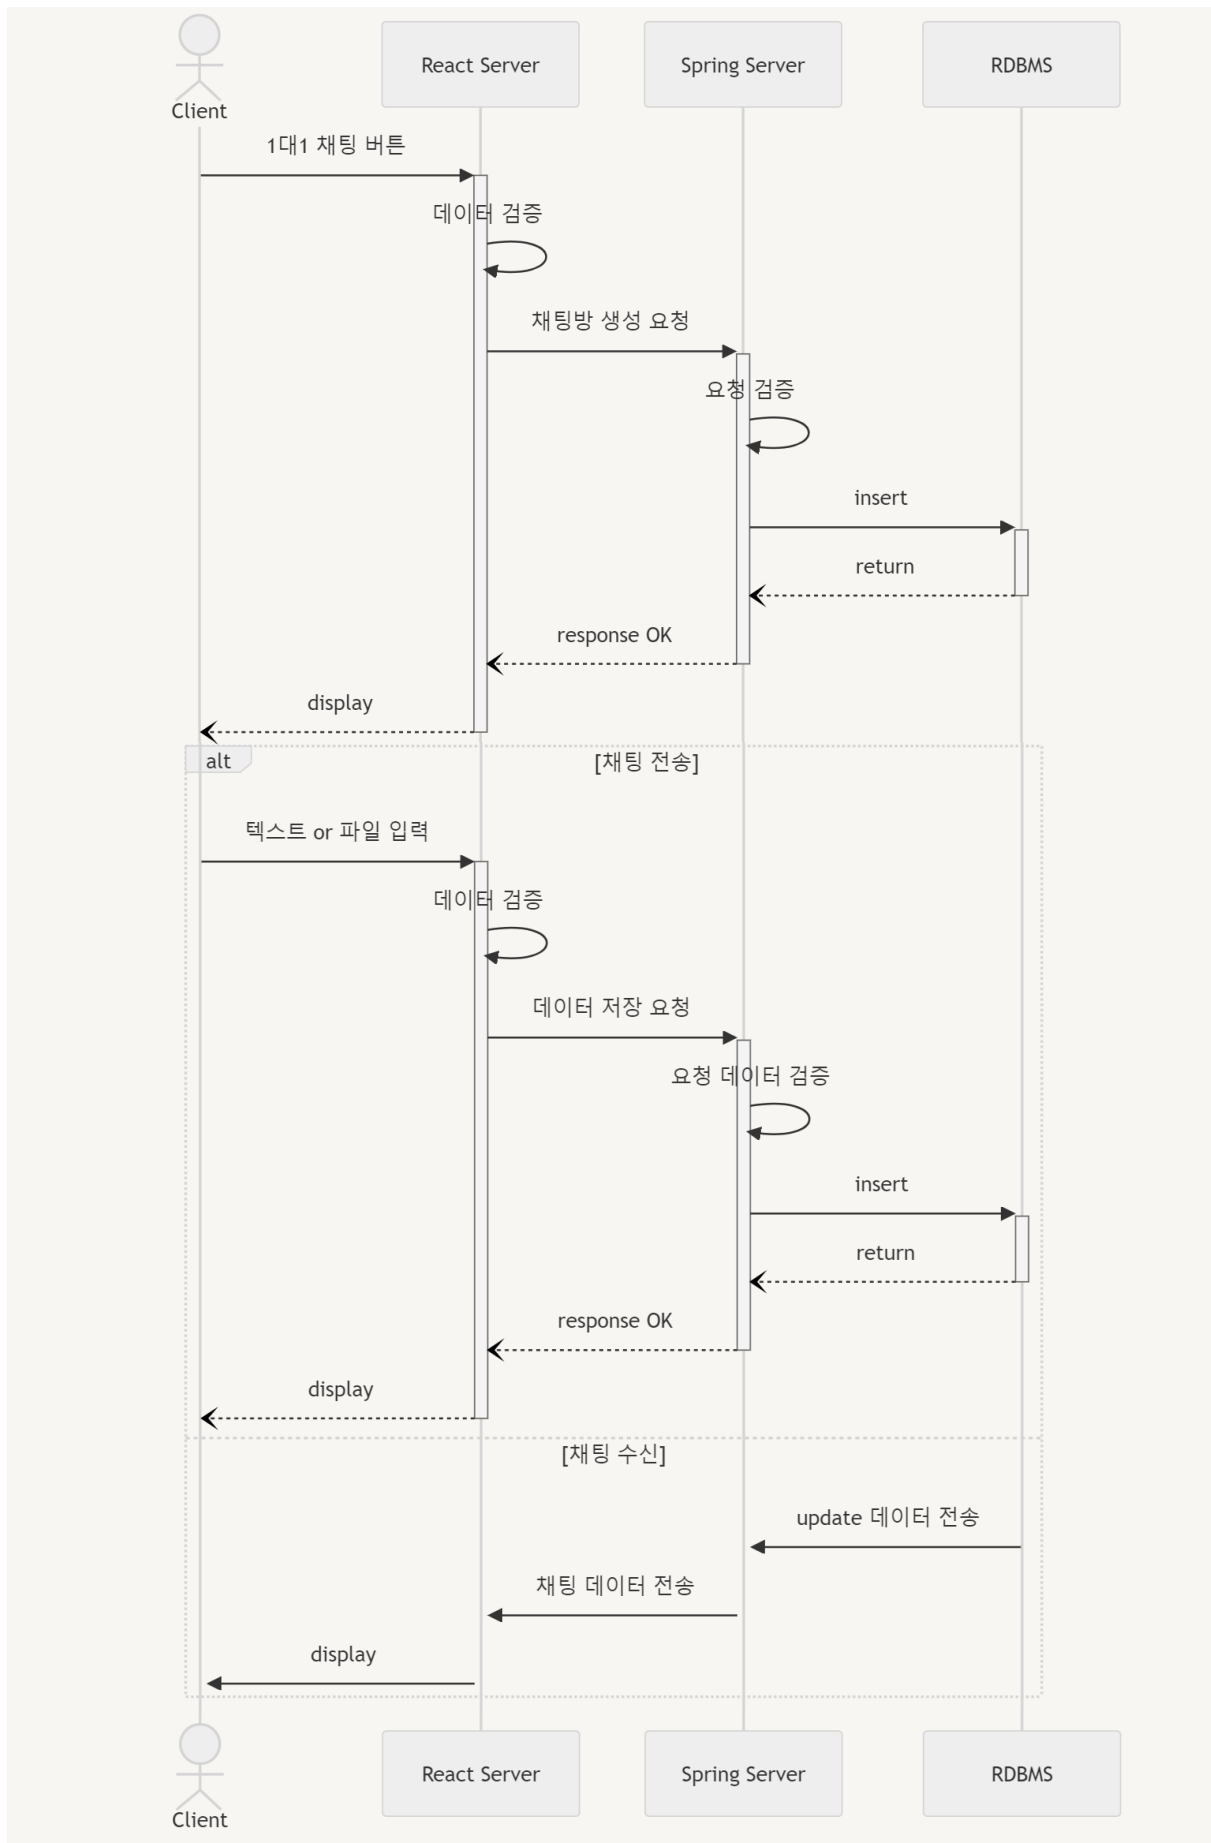 React Server
Spring Server
RDBMS
Client
1대1 채팅 버튼
데이터 검증
채팅방 생성 요청
요청 검증
insert
return
response OK
display
alt
[채팅 전송]
텍스트 or 파일 입력
데이터 검증
데이터 저장 요청
요청 데이터 검증
insert
return
response OK
display
[채팅 수신]
update 데이터 전송
채팅 데이터 전송
display
React Server
Spring Server
RDBMS
Client